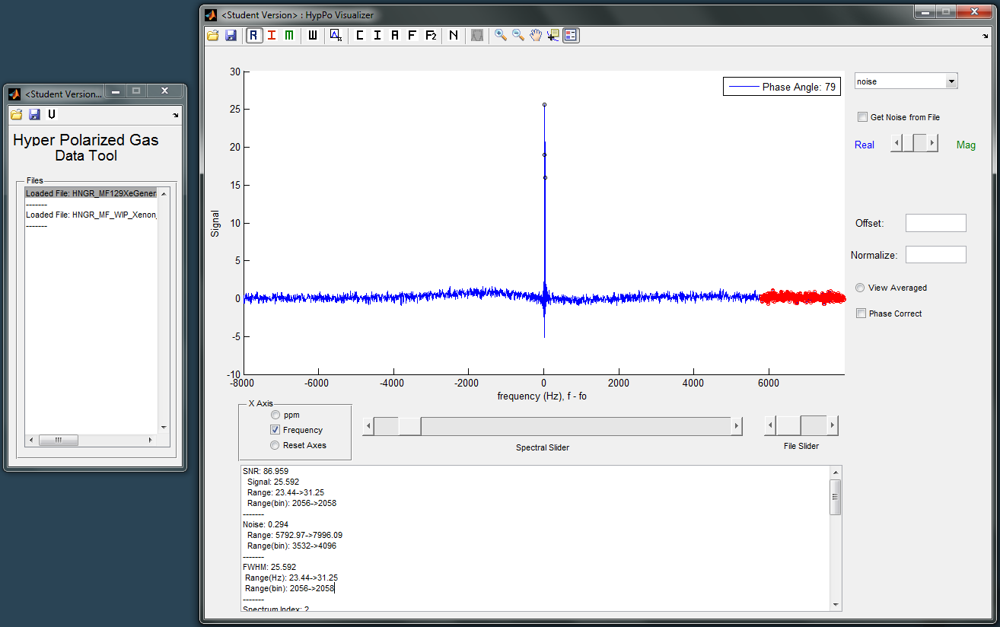 <Student Version...
U
Hyper Polarized Gas
Data Tool
Files
Loaded File: HNGR_MF129XeGener
-------
Loaded File: HNGR_MF_WIP_Xenon_
-------
<Student Version> : HypPo Visualizer
R I M W C I A F F2 N
30
25
20
15
10
5
0
-5
-10
Signal
Phase Angle: 79
-8000 -6000 -4000 -2000 0 2000 4000 6000
frequency (Hz), f - fo
noise
Get Noise from File
Real Mag
Offset:
Normalize:
View Averaged
Phase Correct
X Axis
ppm
Frequency
Reset Axes
Spectral Slider
File Slider
SNR: 86.959
Signal: 25.592
Range: 23.44->31.25
Range(bin): 2056->2058
-------
Noise: 0.294
Range: 5792.97->7996.09
Range(bin): 3532->4096
-------
FWHM: 25.592
Range(Hz): 23.44->31.25
Range(bin): 2056->2058
-------
Spectrum Index: 2